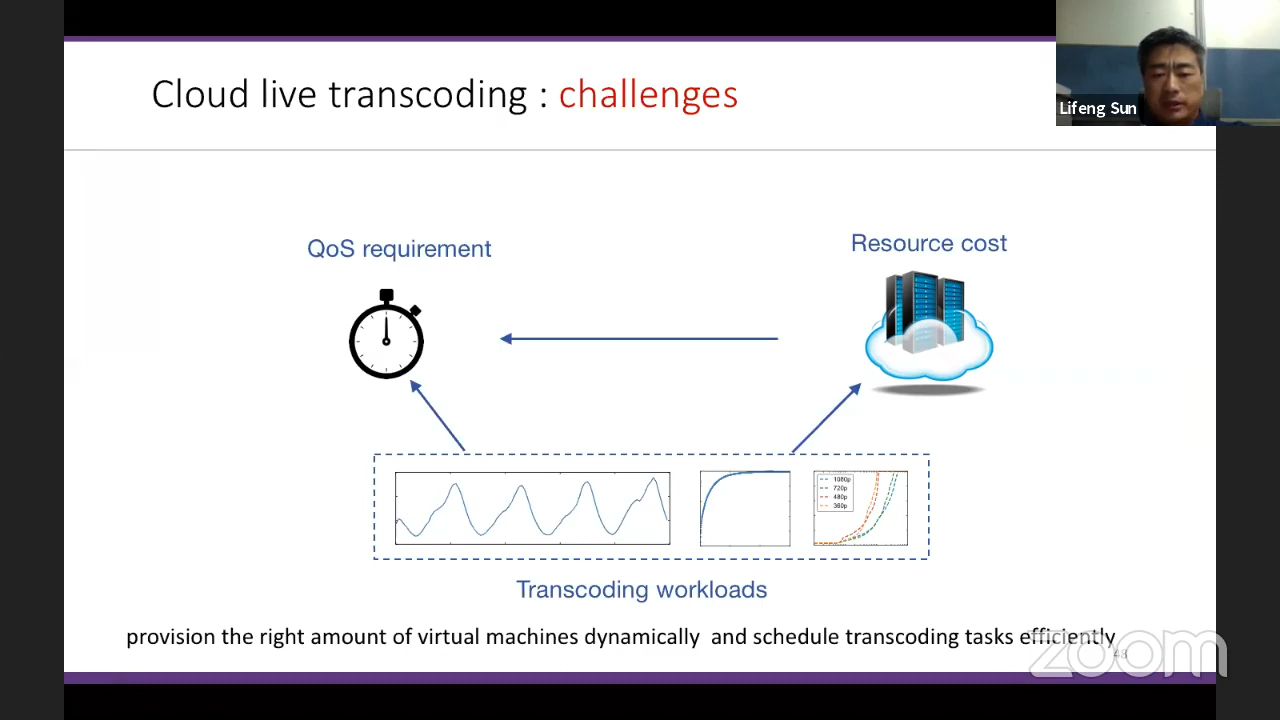 Cloud live transcoding : challenges
Lifeng Sun
QoS requirement
Resource cost
1080p
720p
480p
360p
Transcoding workloads
provision the right amount of virtual machines dynamically and schedule transcoding tasks efficiently
48
zoom